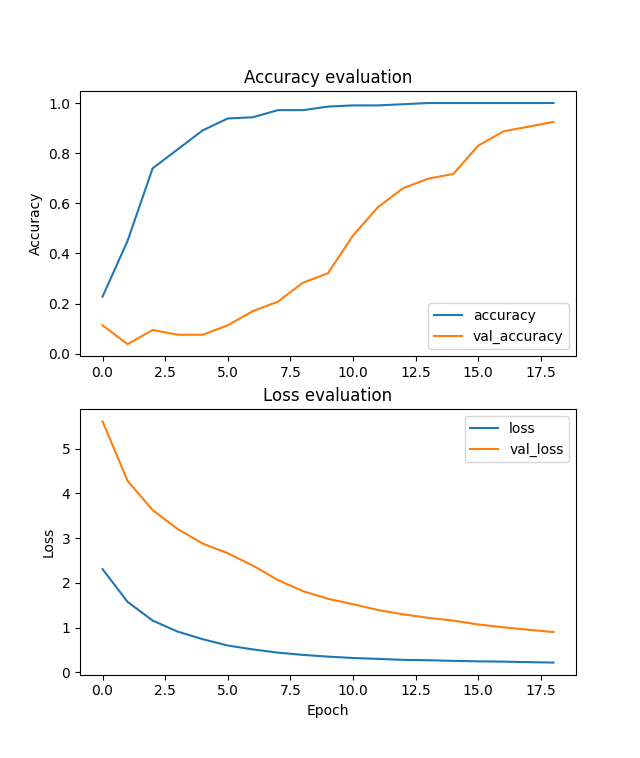 Accuracy evaluation
1.0
0.8
0.6
0.4
0.2
0.0
Accuracy
accuracy
val_accuracy
0.0 2.5 5.0 7.5 10.0 12.5 15.0 17.5
Loss evaluation
5
4
3
2
1
0
Loss
loss
val_loss
0.0 2.5 5.0 7.5 10.0 12.5 15.0 17.5
Epoch